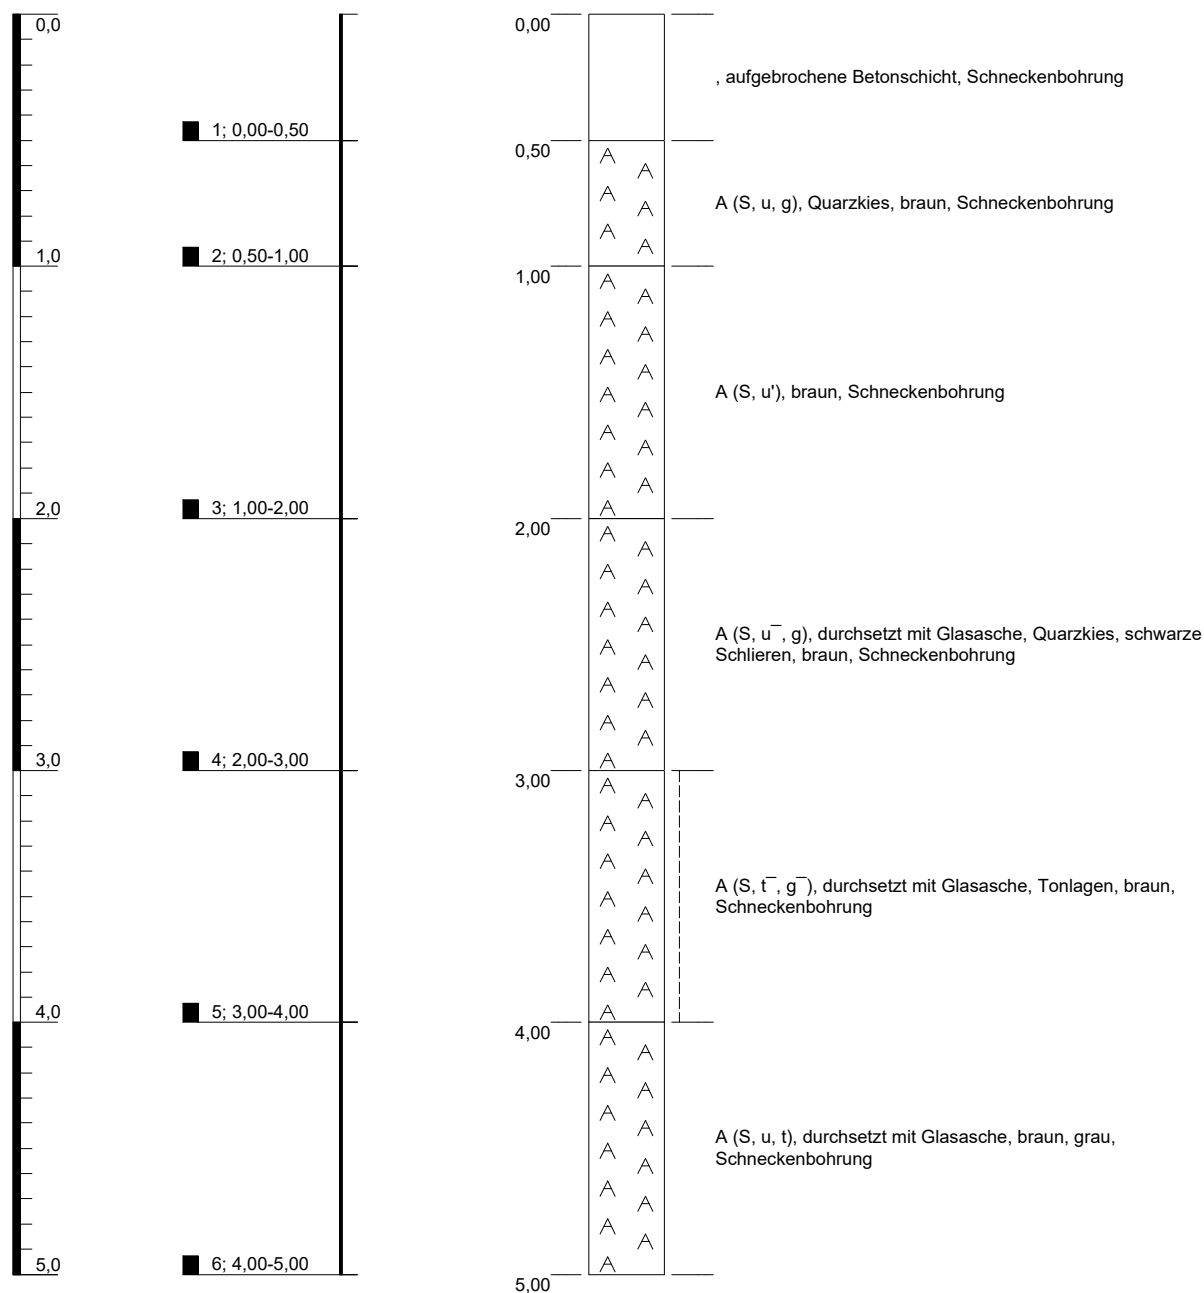 0,0
0,00
, aufgebrochene Betonschicht, Schneckenbohrung
1; 0,00-0,50
0,50
A (S, u, g), Quarzkies, braun, Schneckenbohrung
1,0
2; 0,50-1,00
1,00
A (S, u'), braun, Schneckenbohrung
2,0
3; 1,00-2,00
2,00
A (S, u¯, g), durchsetzt mit Glasasche, Quarzkies, schwarze
Schlieren, braun, Schneckenbohrung
3,0
4; 2,00-3,00
3,00
A (S, t¯, g¯), durchsetzt mit Glasasche, Tonlagen, braun,
Schneckenbohrung
4,0
5; 3,00-4,00
4,00
A (S, u, t), durchsetzt mit Glasasche, braun, grau,
Schneckenbohrung
5,0
6; 4,00-5,00
5,00